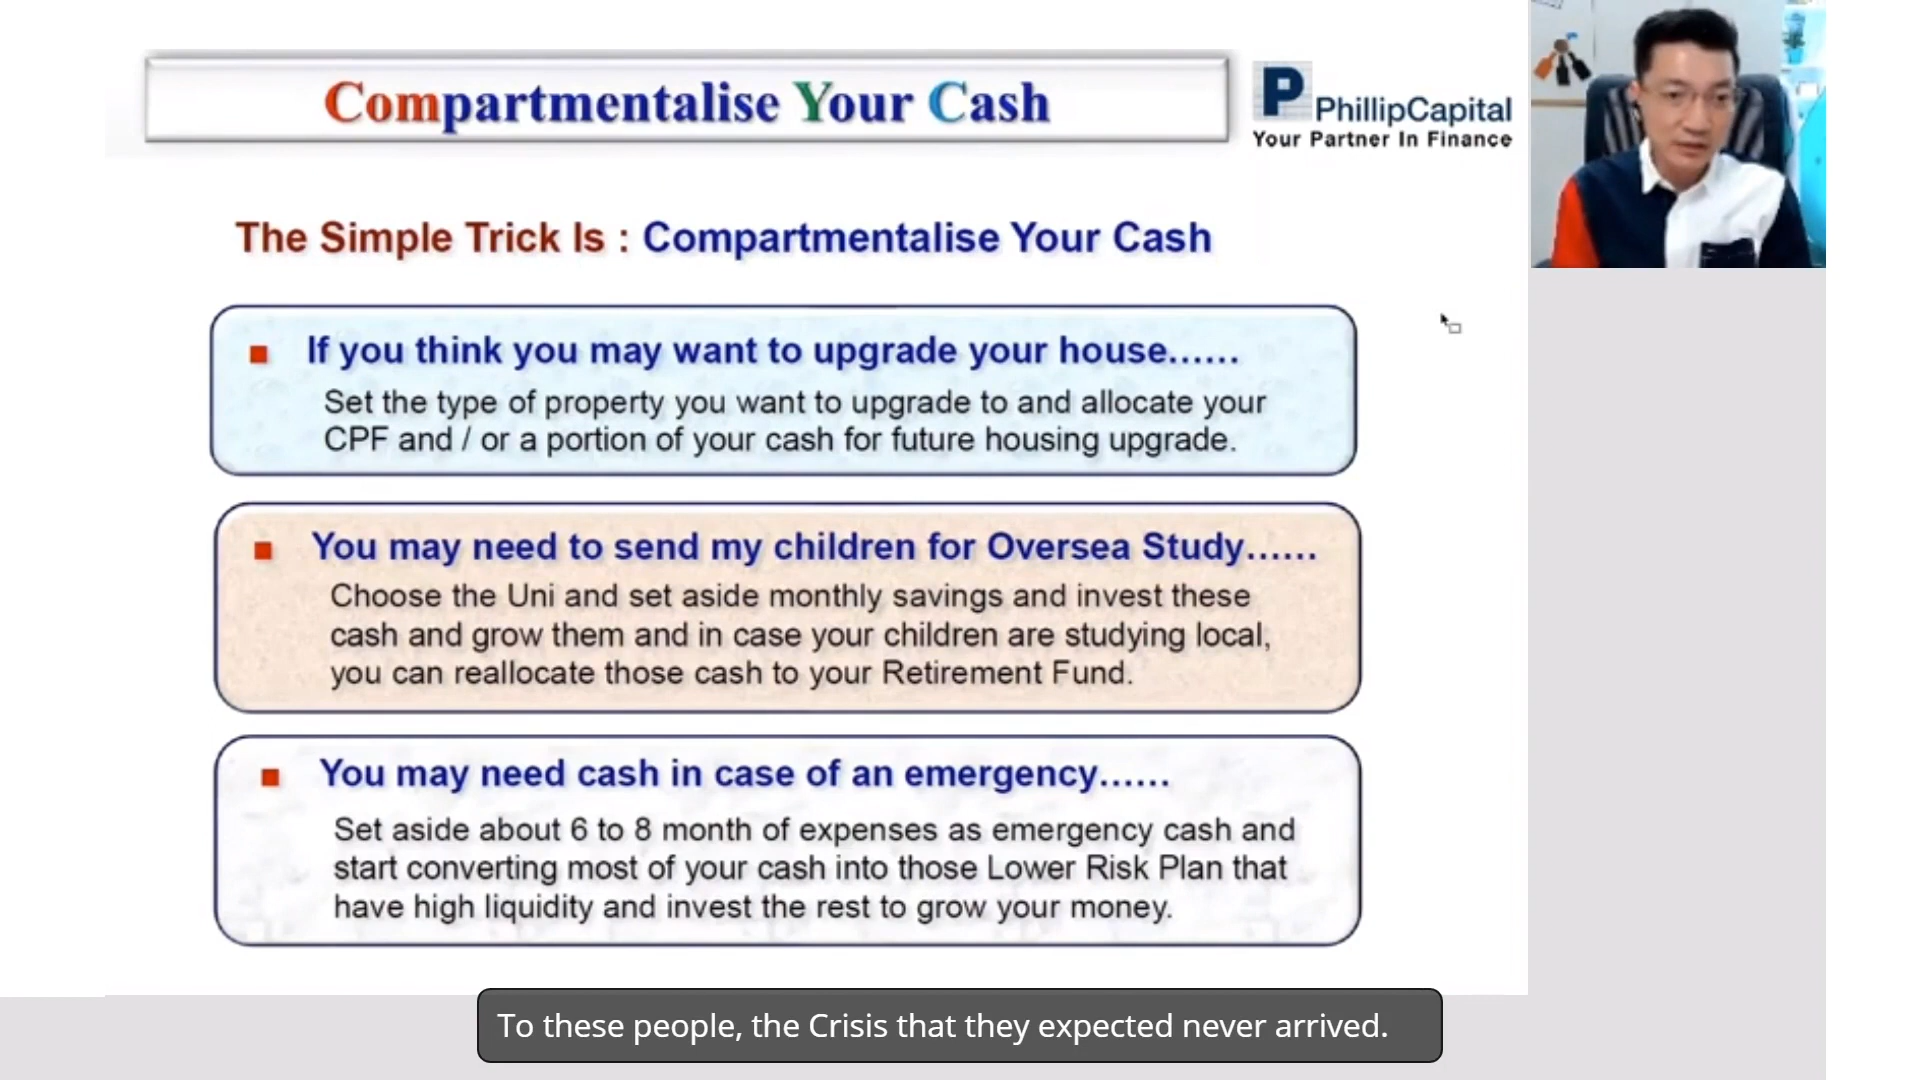 Compartmentalise Your Cash
P PhillipCapital
Your Partner In Finance
The Simple Trick Is : Compartmentalise Your Cash
If you think you may want to upgrade your house......
Set the type of property you want to upgrade to and allocate your
CPF and / or a portion of your cash for future housing upgrade.
You may need to send my children for Oversea Study......
Choose the Uni and set aside monthly savings and invest these
cash and grow them and in case your children are studying local,
you can reallocate those cash to your Retirement Fund.
You may need cash in case of an emergency......
Set aside about 6 to 8 month of expenses as emergency cash and
start converting most of your cash into those Lower Risk Plan that
have high liquidity and invest the rest to grow your money.
To these people, the Crisis that they expected never arrived.